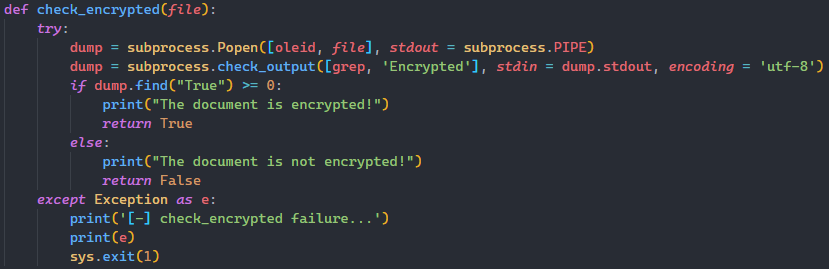 def check_encrypted(file):
    try:
        dump = subprocess.Popen([oleid, file], stdout = subprocess.PIPE)
        dump = subprocess.check_output([grep, 'Encrypted'], stdin = dump.stdout, encoding = 'utf-8')
        if dump.find("True") >= 0:
            print("The document is encrypted!")
            return True
        else:
            print("The document is not encrypted!")
            return False
    except Exception as e:
        print('[-] check_encrypted failure...')
        print(e)
        sys.exit(1)